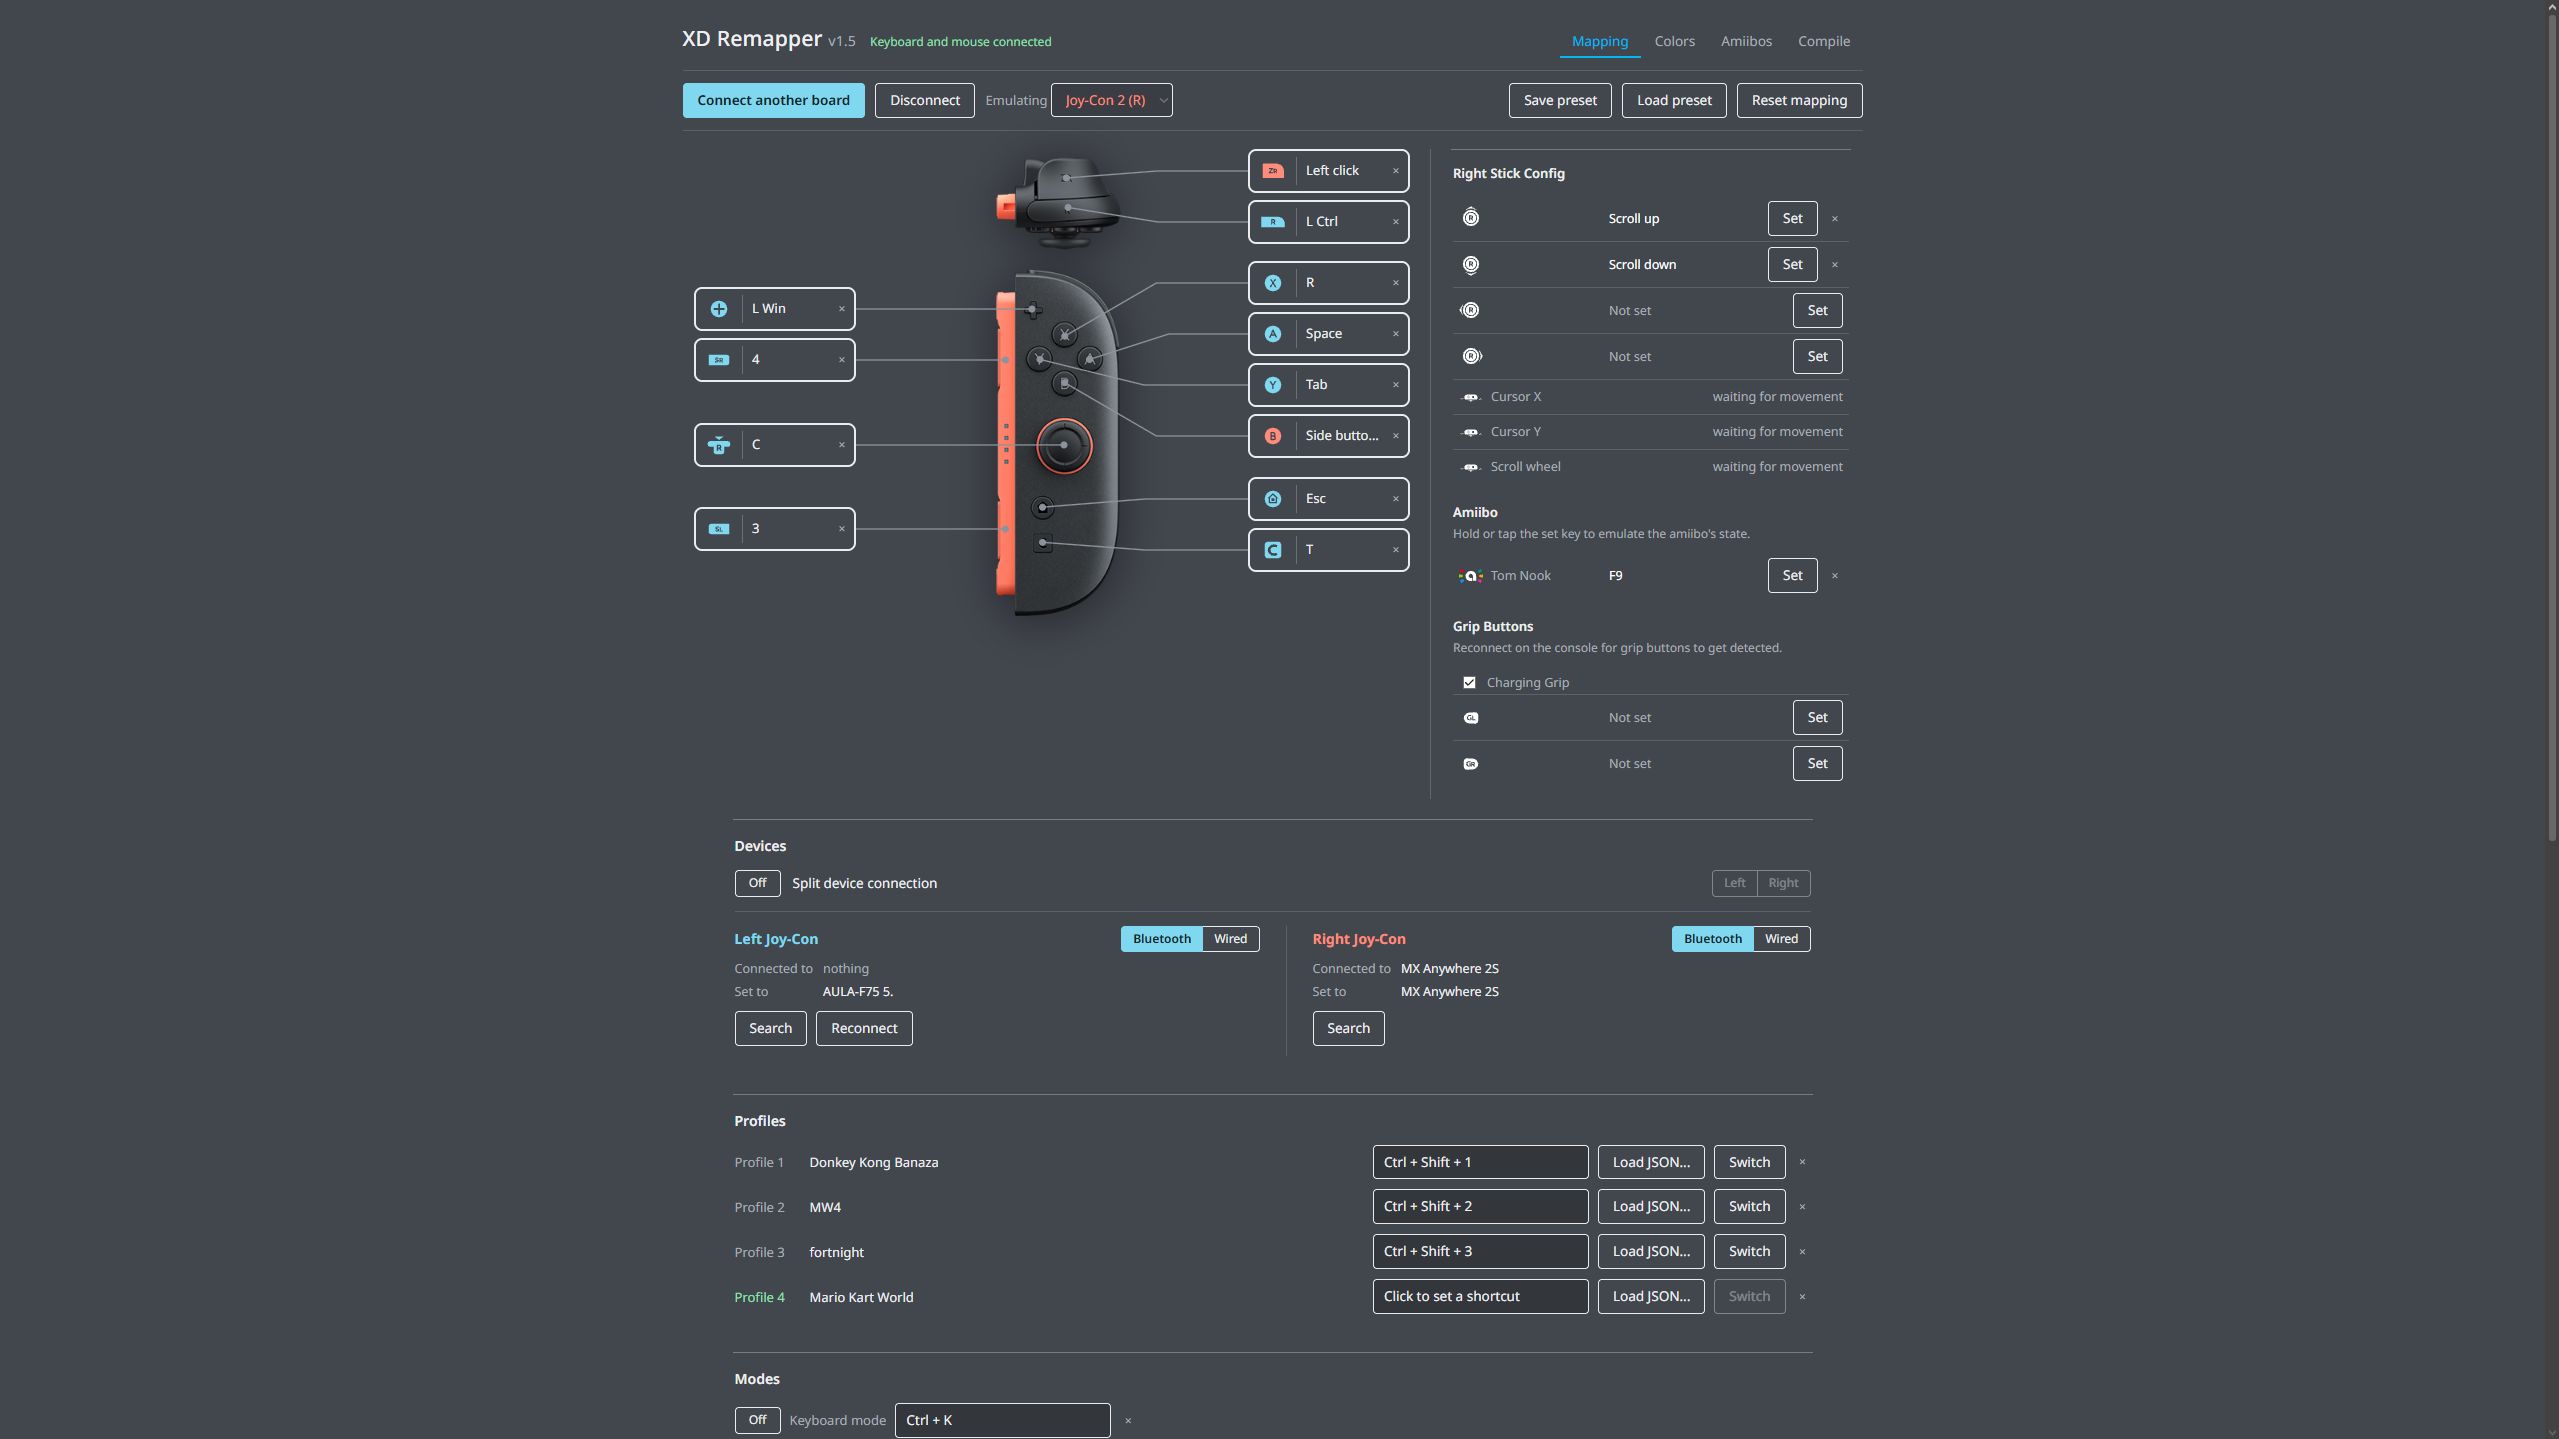 XD Remapper v1.5 Keyboard and mouse connected
Mapping Colors Amiibos Compile
Connect another board Disconnect Emulating Joy-Con 2 (R) Save preset Load preset Reset mapping
ZR Left click ×
R L Ctrl ×
X R ×
A Space ×
Y Tab ×
B Side butto... ×
Esc ×
C T ×
L Win ×
SR 4 ×
R C ×
SL 3 ×
X
Y A
B
Right Stick Config
R Scroll up Set ×
R Scroll down Set ×
R Not set Set
R Not set Set
Cursor X waiting for movement
Cursor Y waiting for movement
Scroll wheel waiting for movement
Amiibo
Hold or tap the set key to emulate the amiibo's state.
Tom Nook F9 Set ×
Grip Buttons
Reconnect on the console for grip buttons to get detected.
Charging Grip
GL Not set Set
GR Not set Set
Devices
Off Split device connection Left Right
Left Joy-Con Bluetooth Wired
Connected to nothing
Set to AULA-F75 5.
Search Reconnect
Right Joy-Con Bluetooth Wired
Connected to MX Anywhere 2S
Set to MX Anywhere 2S
Search
Profiles
Profile 1 Donkey Kong Banaza Ctrl + Shift + 1 Load JSON... Switch ×
Profile 2 MW4 Ctrl + Shift + 2 Load JSON... Switch ×
Profile 3 fortnight Ctrl + Shift + 3 Load JSON... Switch ×
Profile 4 Mario Kart World Click to set a shortcut Load JSON... Switch ×
Modes
Off Keyboard mode Ctrl + K ×